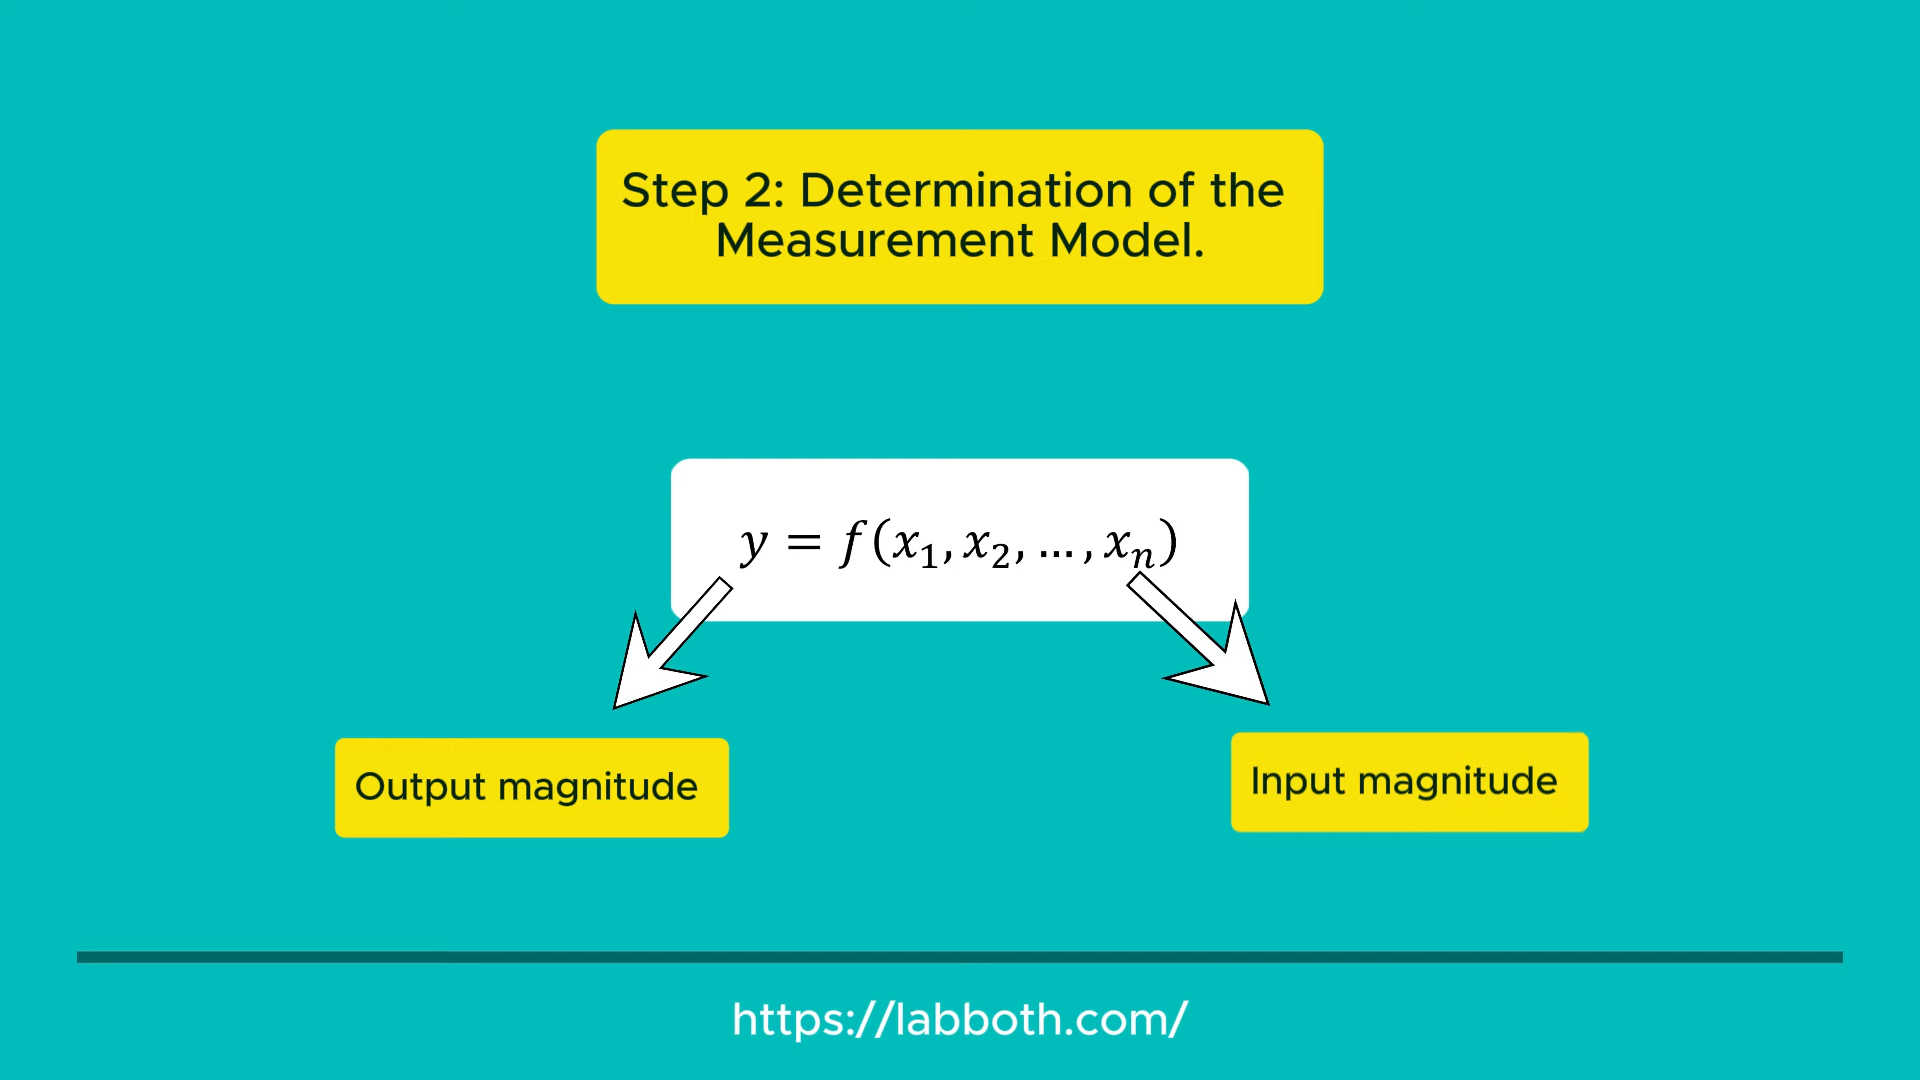 Step 2: Determination of the
Measurement Model.
y = f(x₁, x₂, ..., xₙ)
Output magnitude
Input magnitude
https://labboth.com/